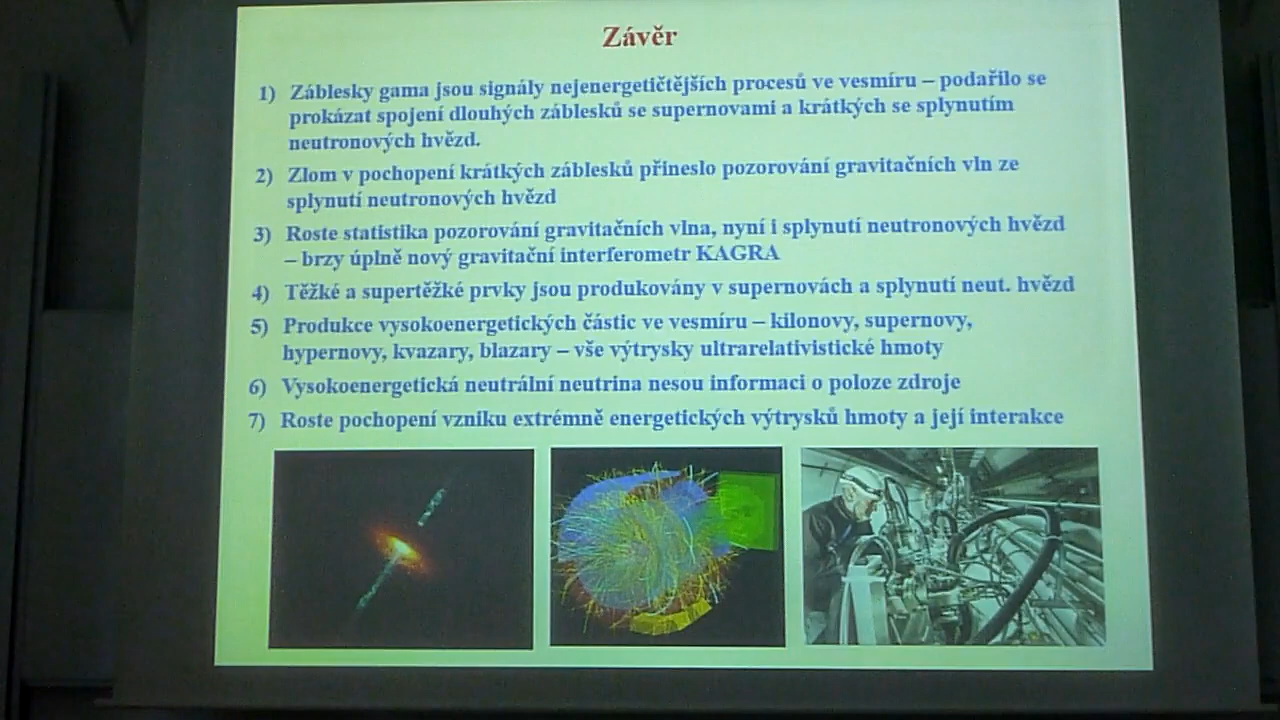 Závěr
1) Záblesky gama jsou signály nejenergetičtějších procesů ve vesmíru – podařilo se
prokázat spojení dlouhých záblesků se supernovami a krátkých se splynutím
neutronových hvězd.
2) Zlom v pochopení krátkých záblesků přineslo pozorování gravitačních vln ze
splynutí neutronových hvězd
3) Roste statistika pozorování gravitačních vlna, nyní i splynutí neutronových hvězd
– brzy úplně nový gravitační interferometr KAGRA
4) Těžké a supertěžké prvky jsou produkovány v supernovách a splynutí neut. hvězd
5) Produkce vysokoenergetických částic ve vesmíru – kilonovy, supernovy,
hypernovy, kvazary, blazary – vše výtrysky ultrarelativistické hmoty
6) Vysokoenergetická neutrální neutrina nesou informaci o poloze zdroje
7) Roste pochopení vzniku extrémně energetických výtrysků hmoty a její interakce